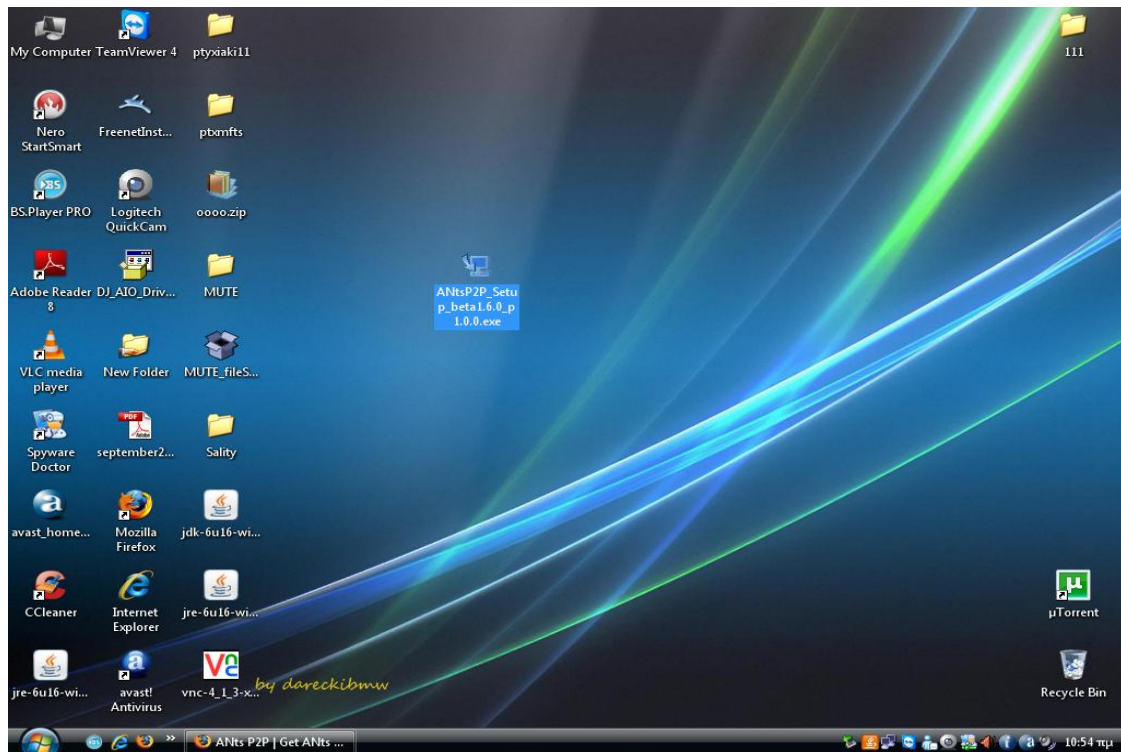 My Computer
TeamViewer 4
ptyxiaki11
111
Nero
StartSmart
FreenetInst...
ptxmfts
BS.Player PRO
Logitech
QuickCam
oooo.zip
Adobe Reader
8
DJ_AIO_Driv...
MUTE
ANtsP2P_Setu
p_beta1.6.0_p
1.0.0.exe
VLC media
player
New Folder
MUTE_fileS...
Spyware
Doctor
september2...
Sality
avast_home...
Mozilla
Firefox
jdk-6u16-wi...
CCleaner
Internet
Explorer
jre-6u16-wi...
µTorrent
jre-6u16-wi...
avast!
Antivirus
vnc-4_1_3-x...
by dareckibmw
Recycle Bin
ANts P2P | Get ANts ...
10:54 πμ